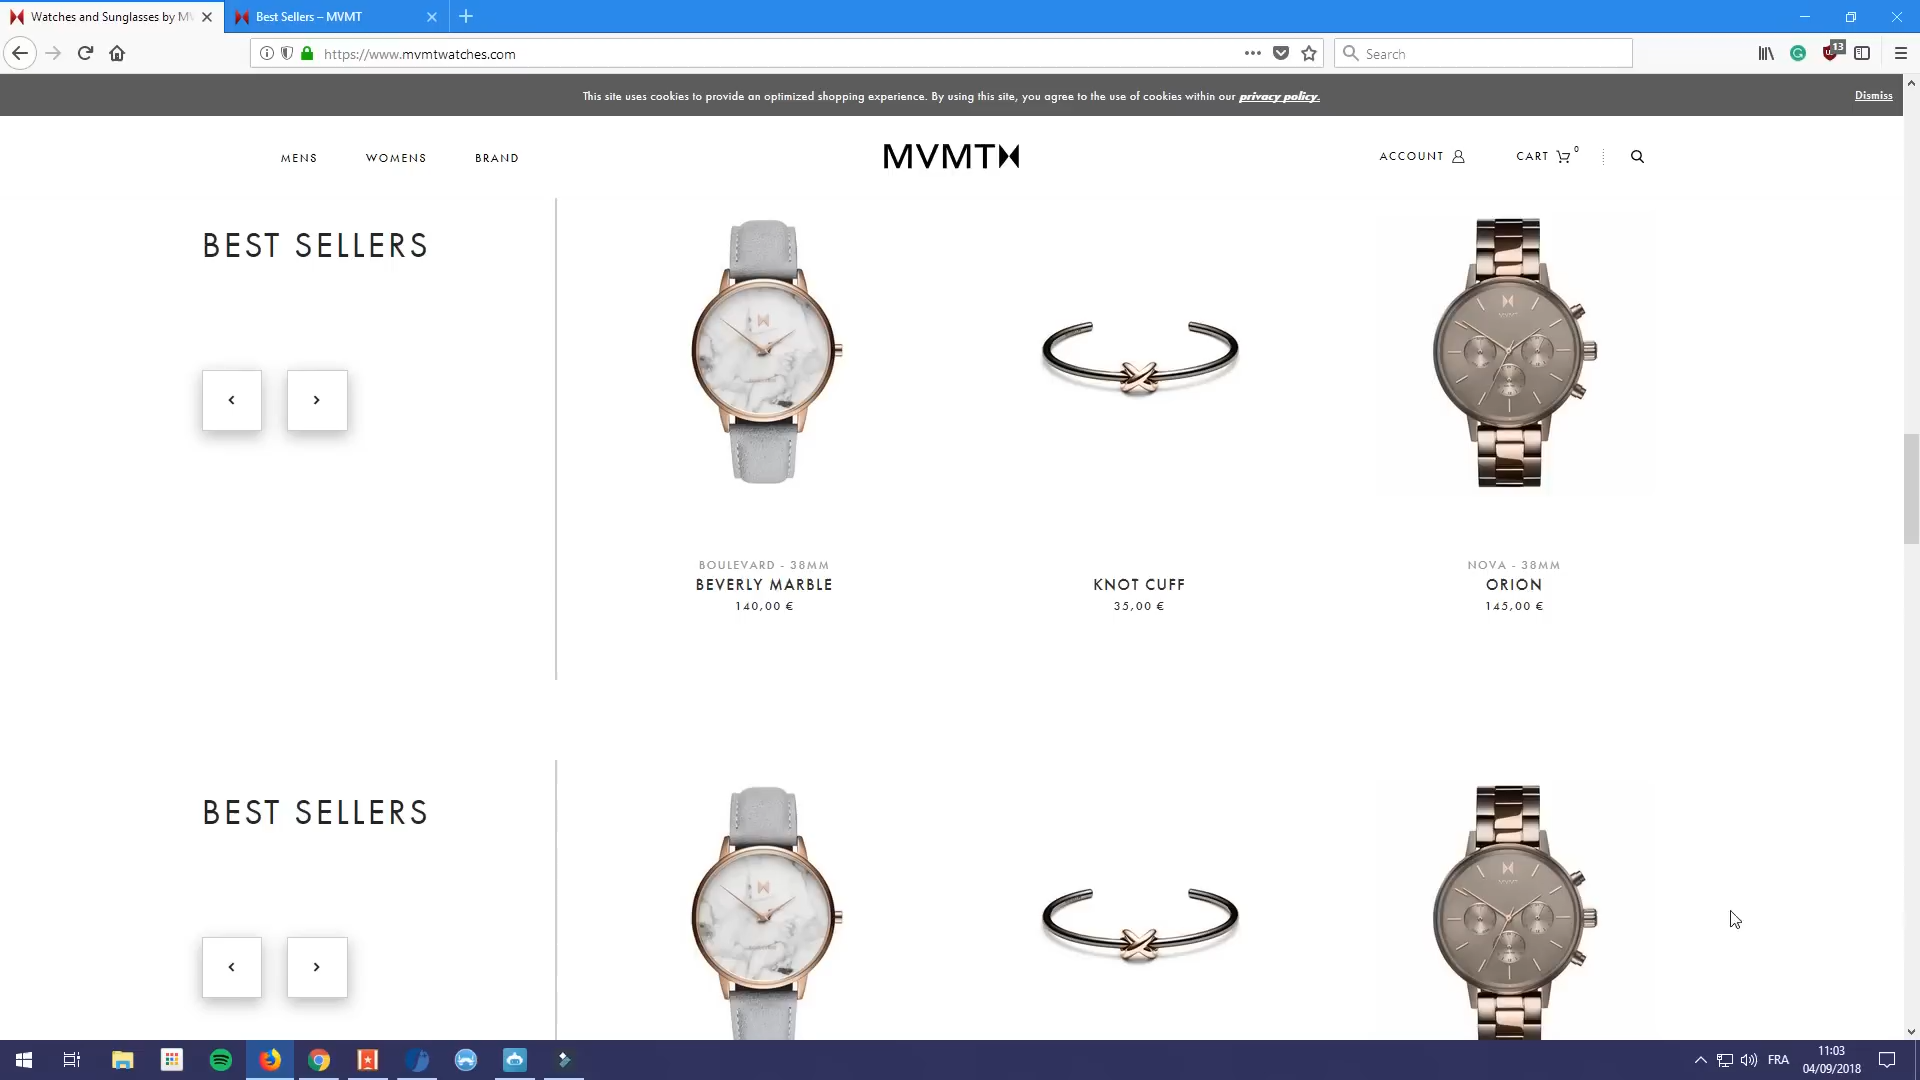 Watches and Sunglasses by MV
Best Sellers – MVMT
https://www.mvmtwatches.com
Search
13
This site uses cookies to provide an optimized shopping experience. By using this site, you agree to the use of cookies within our privacy policy.
Dismiss
MENS
WOMENS
BRAND
MVMT
ACCOUNT
CART 0
BEST SELLERS
BOULEVARD - 38MM
BEVERLY MARBLE
140,00 €
KNOT CUFF
35,00 €
NOVA - 38MM
ORION
145,00 €
BEST SELLERS
FRA
11:03
04/09/2018